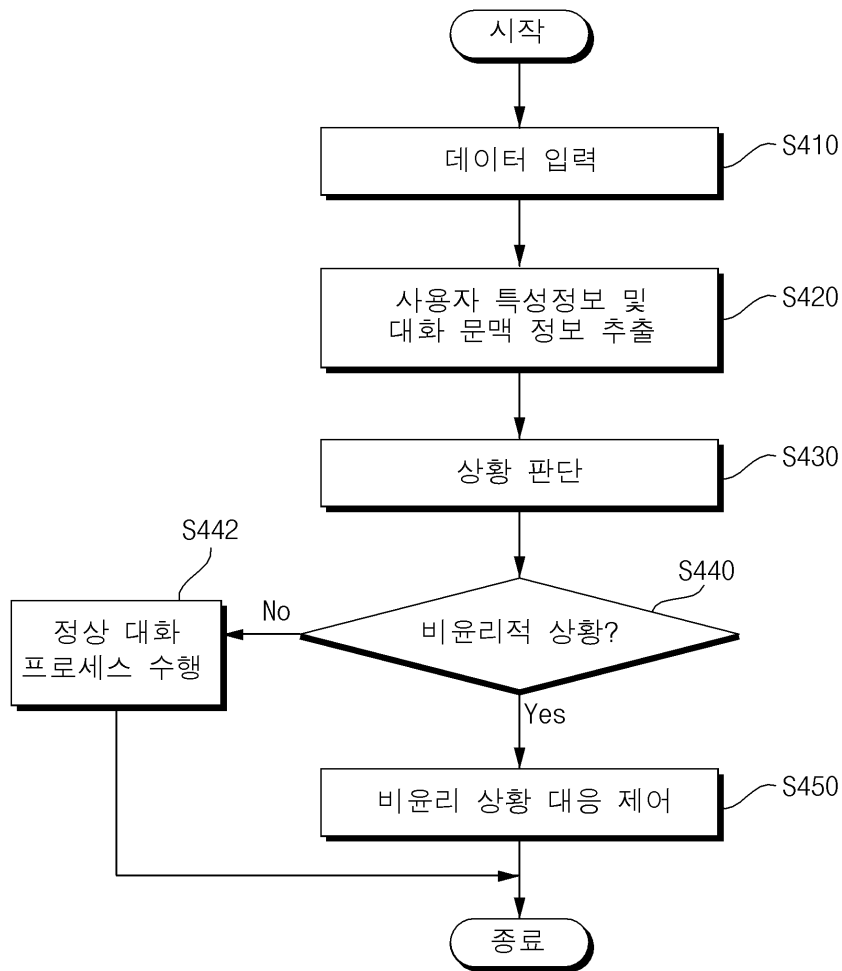 시작
데이터 입력
S410
사용자 특성정보 및
대화 문맥 정보 추출
S420
상황 판단
S430
S442
S440
정상 대화
프로세스 수행
No
비윤리적 상황?
Yes
비윤리 상황 대응 제어
S450
종료